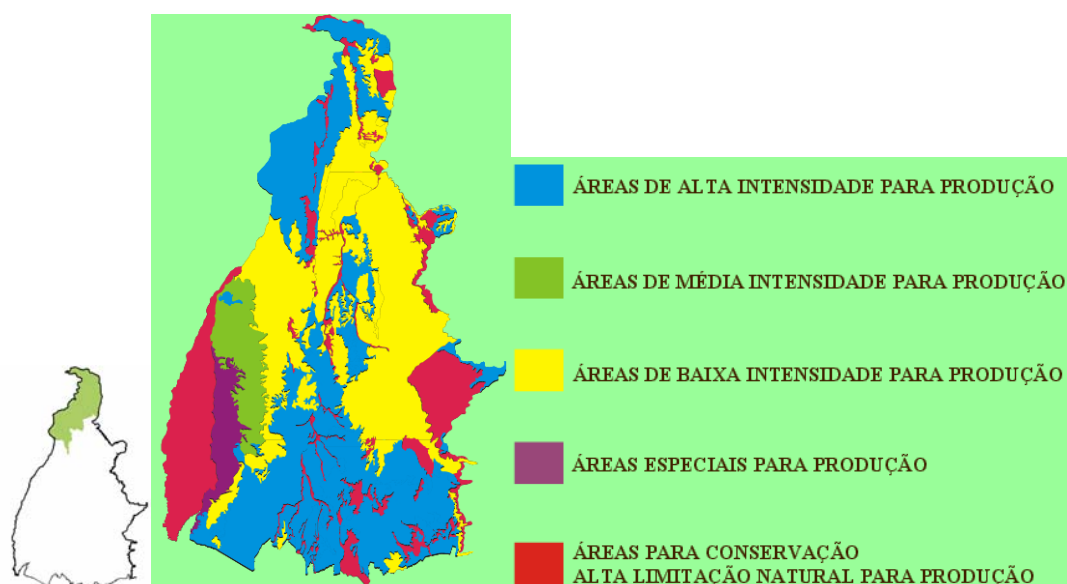 ÁREAS DE ALTA INTENSIDADE PARA PRODUÇÃO
ÁREAS DE MÉDIA INTENSIDADE PARA PRODUÇÃO
ÁREAS DE BAIXA INTENSIDADE PARA PRODUÇÃO
ÁREAS ESPECIAIS PARA PRODUÇÃO
ÁREAS PARA CONSERVAÇÃO
ALTA LIMITAÇÃO NATURAL PARA PRODUÇÃO